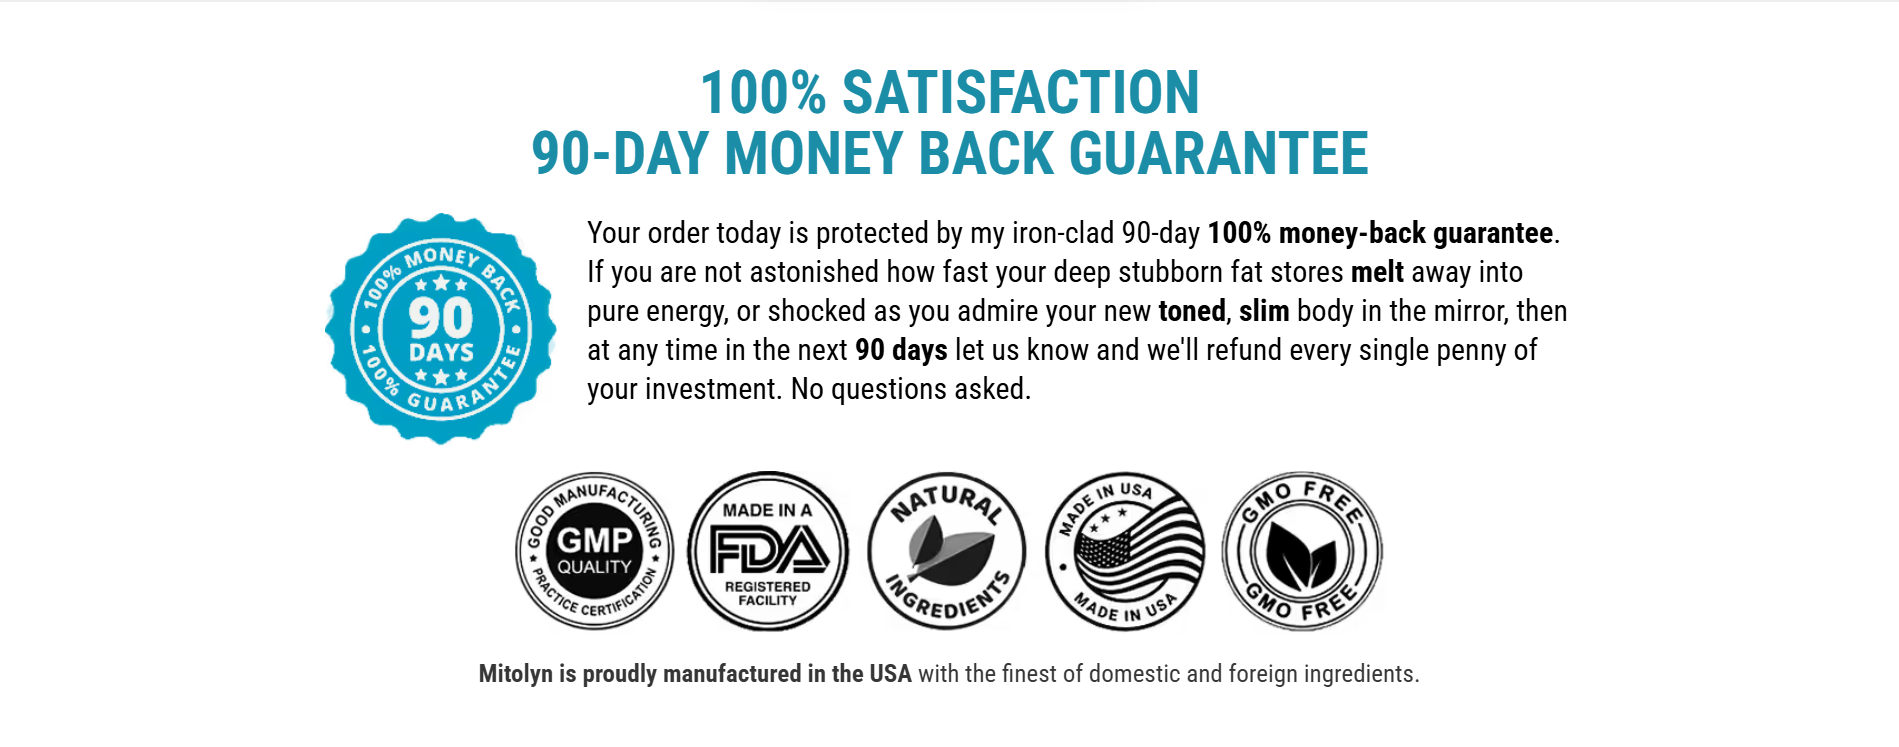 100% SATISFACTION
90-DAY MONEY BACK GUARANTEE
100% MONEY BACK
90
DAYS
100% GUARANTEE
Your order today is protected by my iron-clad 90-day 100% money-back guarantee.
If you are not astonished how fast your deep stubborn fat stores melt away into
pure energy, or shocked as you admire your new toned, slim body in the mirror, then
at any time in the next 90 days let us know and we'll refund every single penny of
your investment. No questions asked.
GOOD MANUFACTURING
GMP
QUALITY
PRACTICE CERTIFICATION
MADE IN A
FDA
REGISTERED
FACILITY
NATURAL
INGREDIENTS
MADE IN USA
MADE IN USA
GMO FREE
GMO FREE
Mitolyn is proudly manufactured in the USA with the finest of domestic and foreign ingredients.